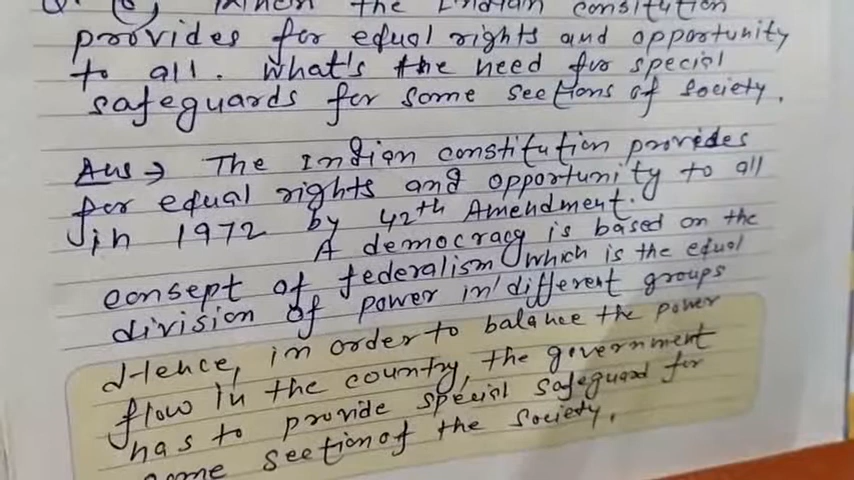 the Indian consitution
provides for equal rights and opportunity
to all. What's the need for special
safeguards for some sections of society.
Ans → The Indian constitution provides
for equal rights and opportunity to all
in 1972 by 42th Amendment.
A democracy is based on the
consept of federalism which is the equal
division of power in different groups
Hence, in order to balance the power
flow in the country, the government
has to provide special safeguard for
some section of the society.